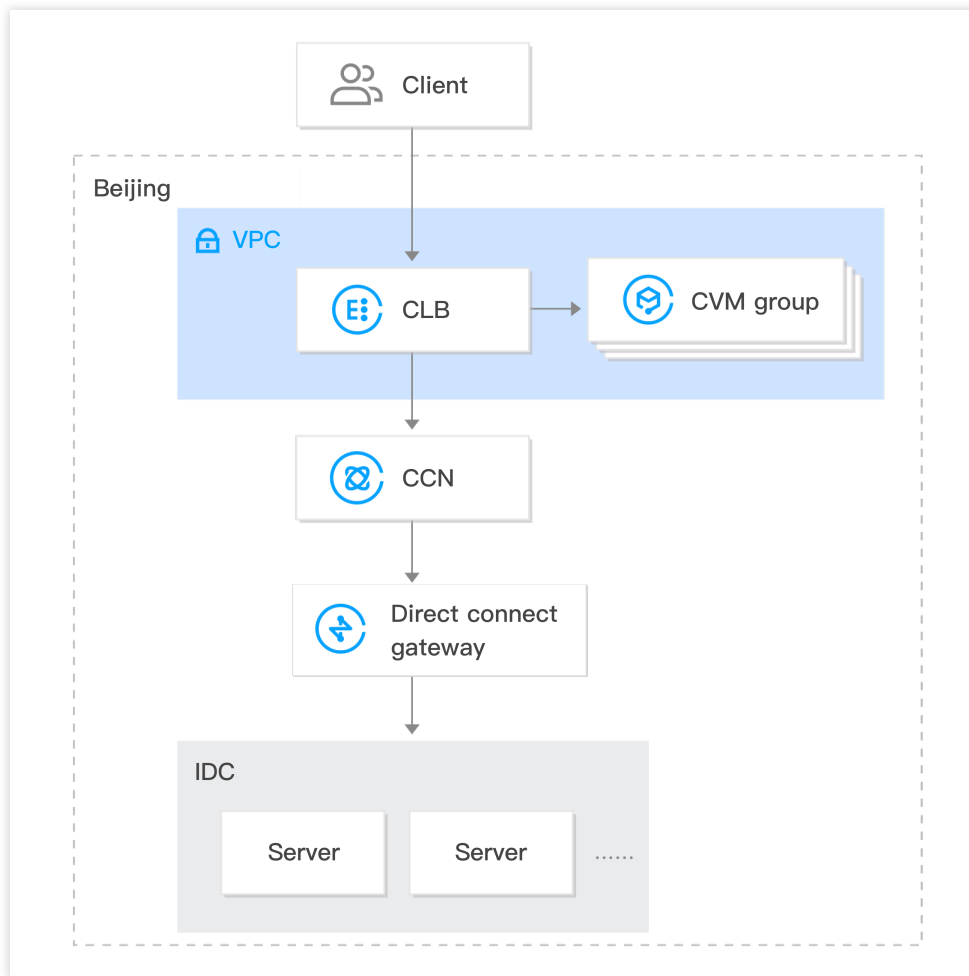 Client
Beijing
VPC
CLB
CVM group
CCN
Direct connect
gateway
IDC
Server
Server
......